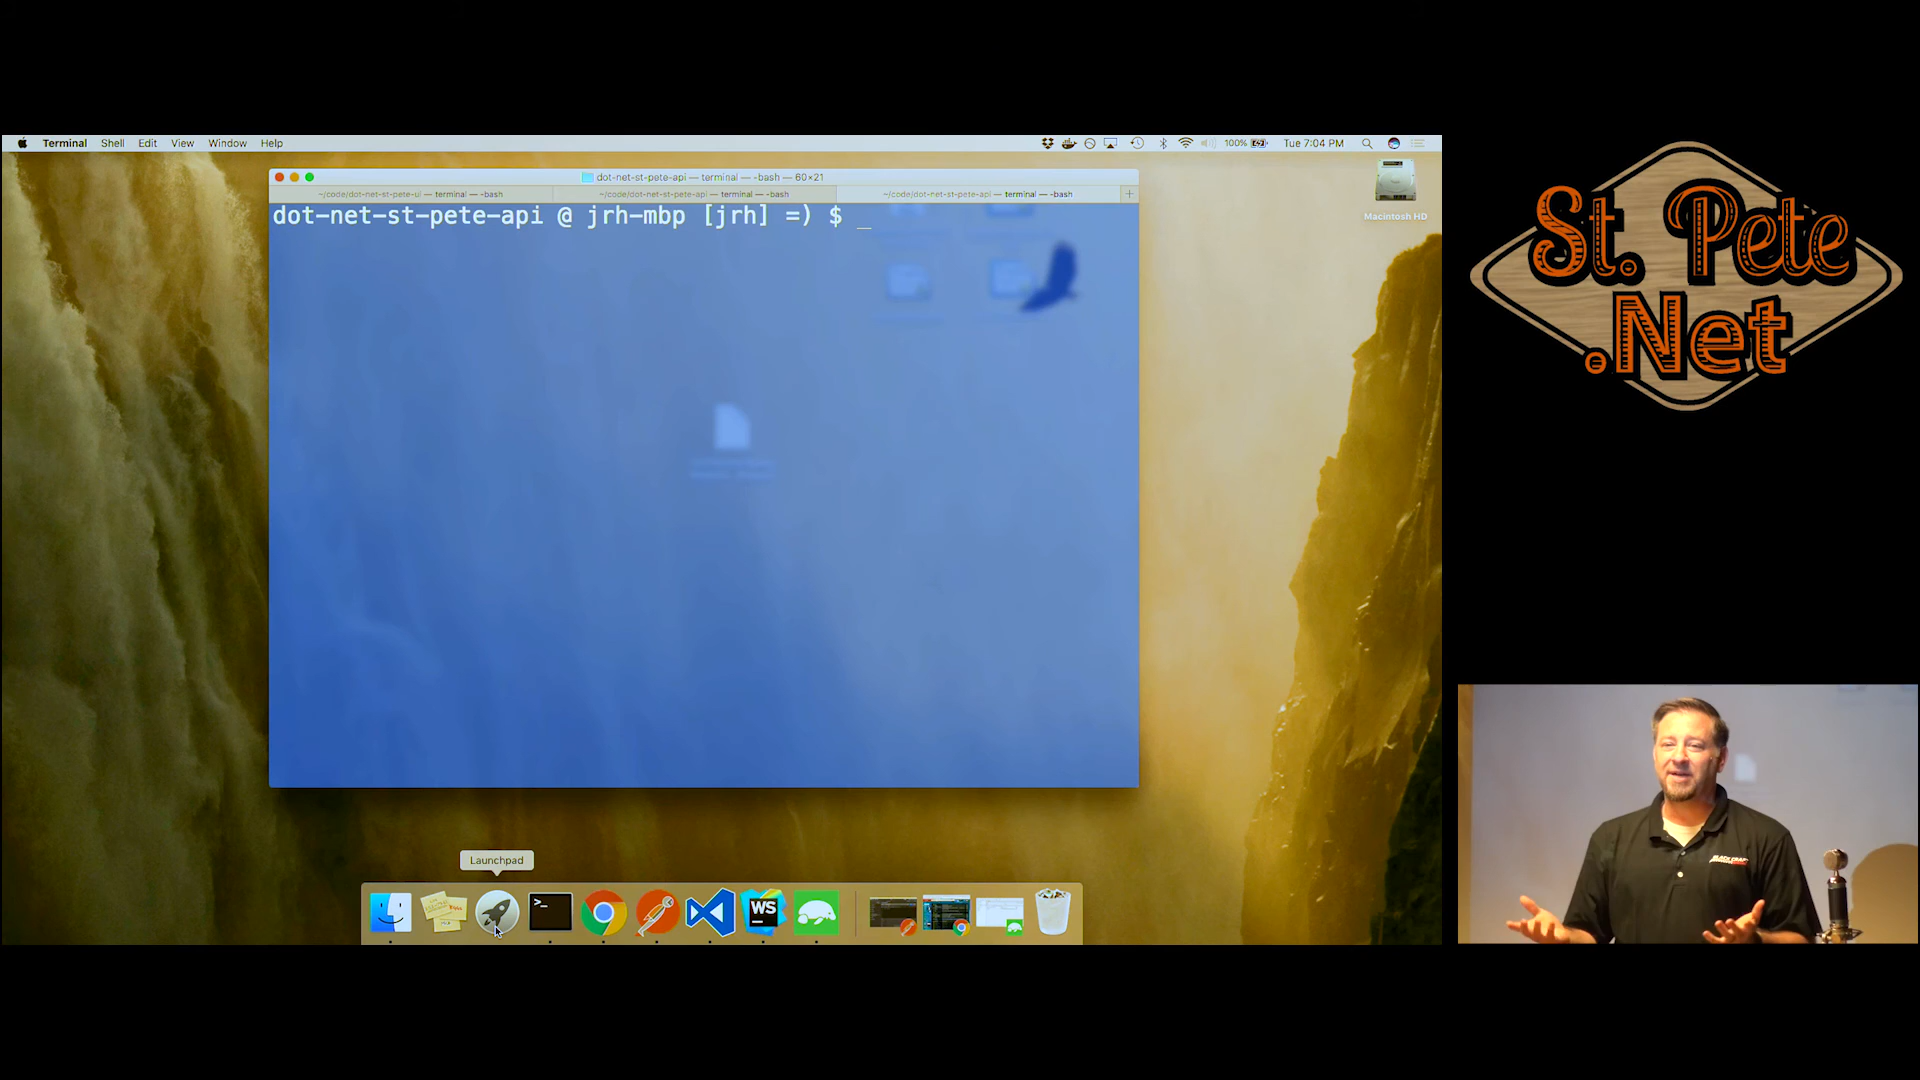 Terminal Shell Edit View Window Help
100% Tue 7:04 PM
dot-net-st-pete-api — terminal — -bash — 60×21
~/code/dot-net-st-pete-ui — terminal — -bash
~/code/dot-net-st-pete-api — terminal — -bash
~/code/dot-net-st-pete-api — terminal — -bash
dot-net-st-pete-api @ jrh-mbp [jrh] =) $ _
Macintosh HD
St. Pete
.Net
Launchpad
WS